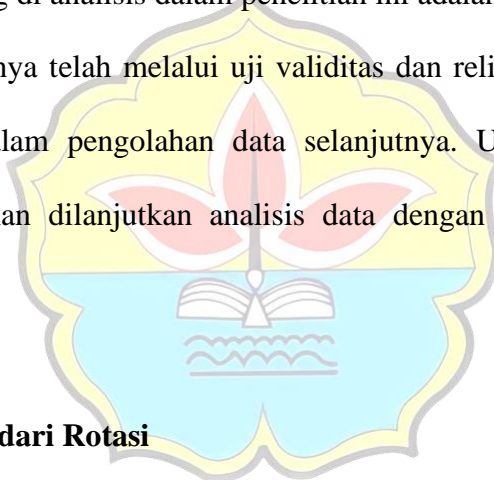 di analisis dalam penelitian ini adalah
nya telah melalui uji validitas dan reli
lam pengolahan data selanjutnya. U
an dilanjutkan analisis data dengan
dari Rotasi